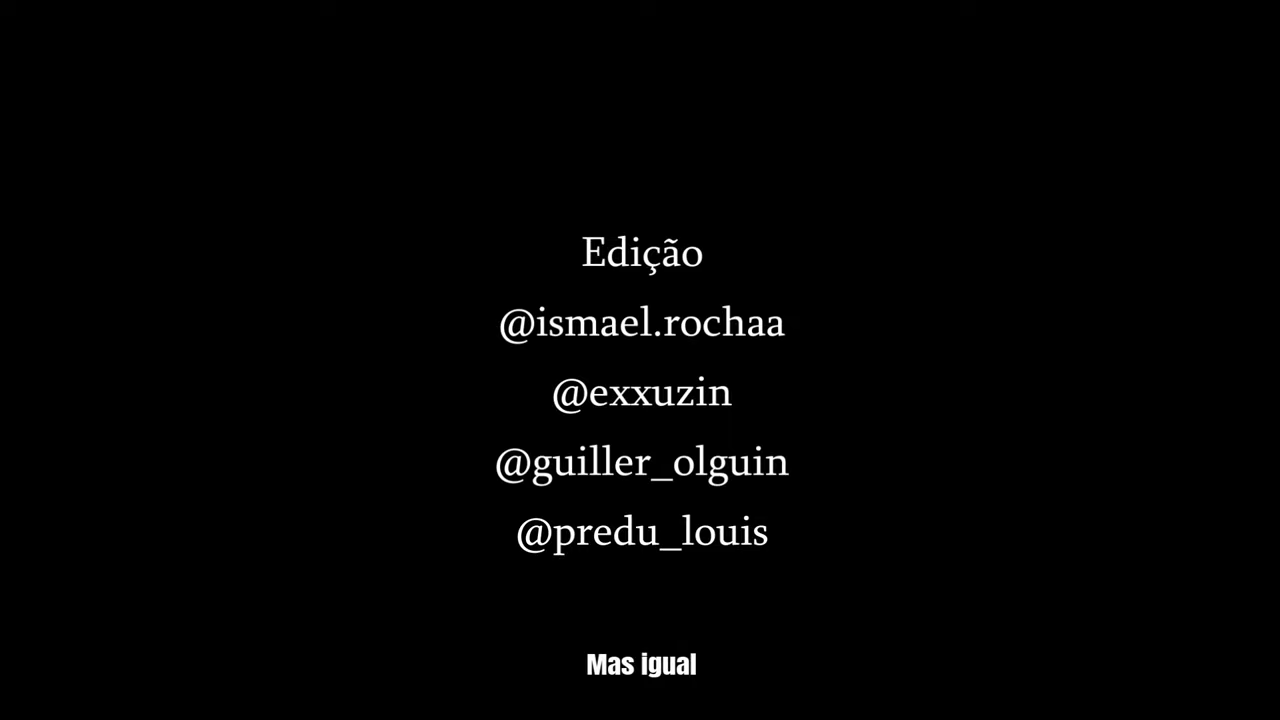 Edição
@ismael.rochaa
@exxuzin
@guiller_olguin
@predu_louis
Mas igual